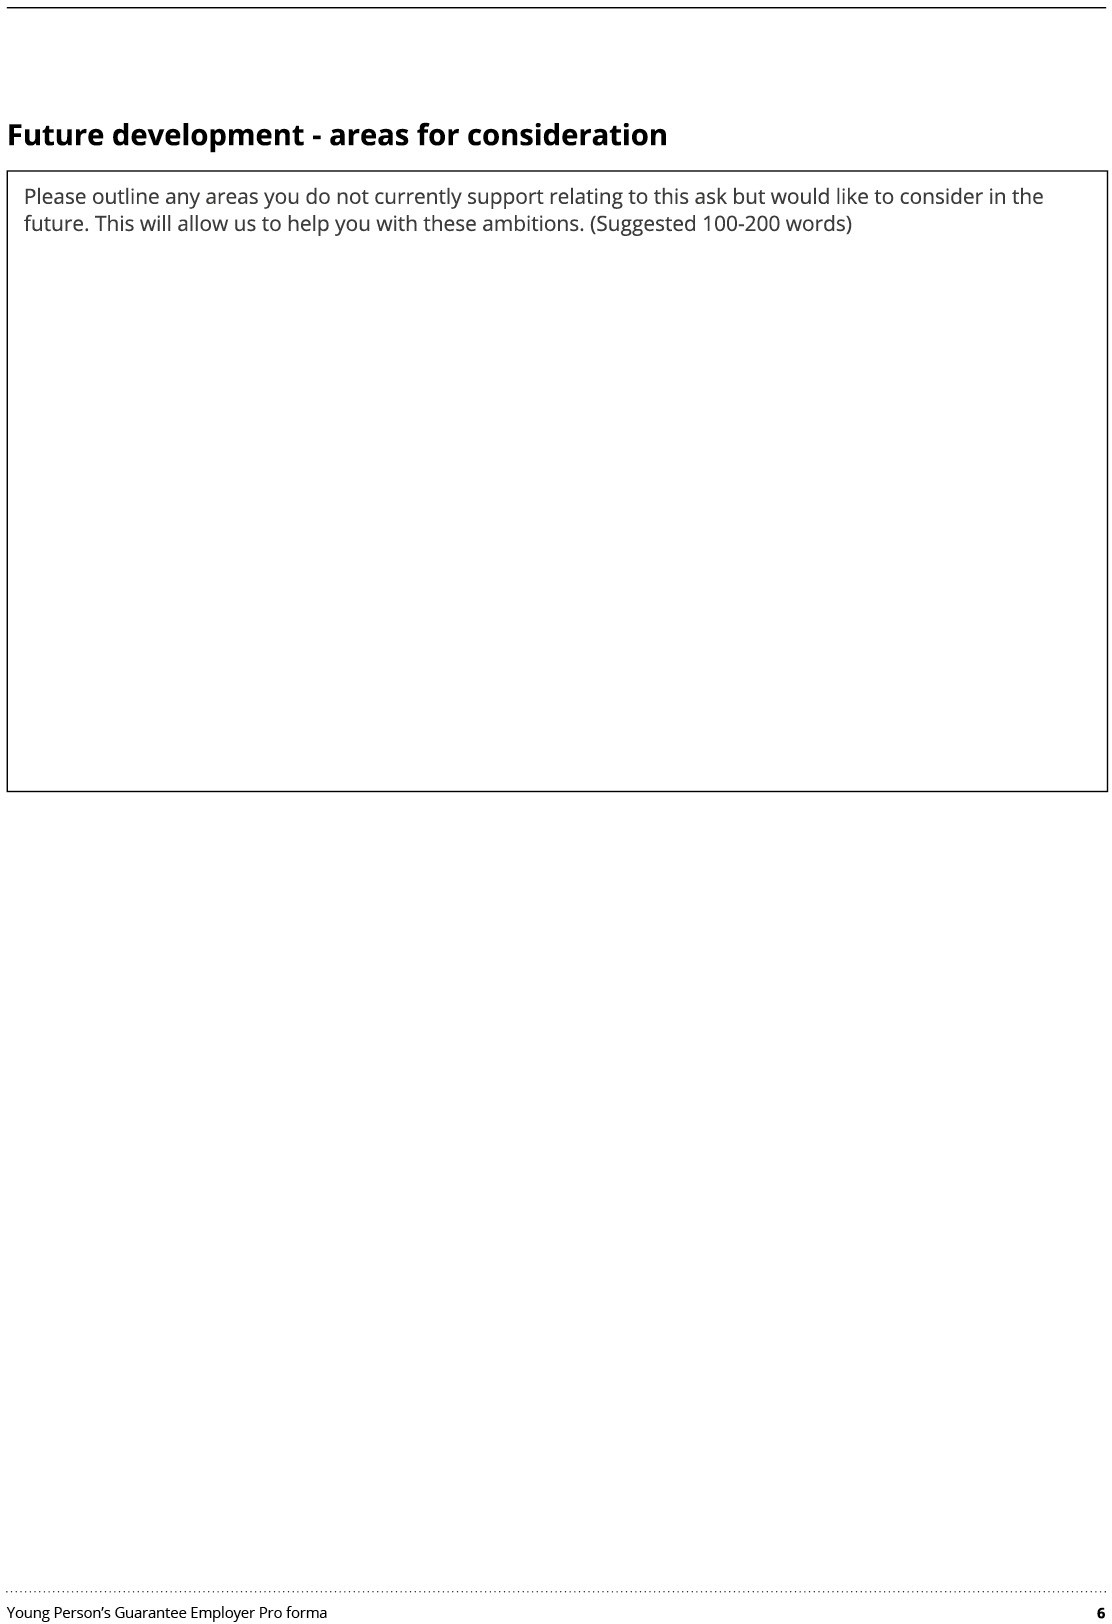 Future development - areas for consideration
Please outline any areas you do not currently support relating to this ask but would like to consider in the
future. This will allow us to help you with these ambitions. (Suggested 100-200 words)
Young Person’s Guarantee Employer Pro forma 6